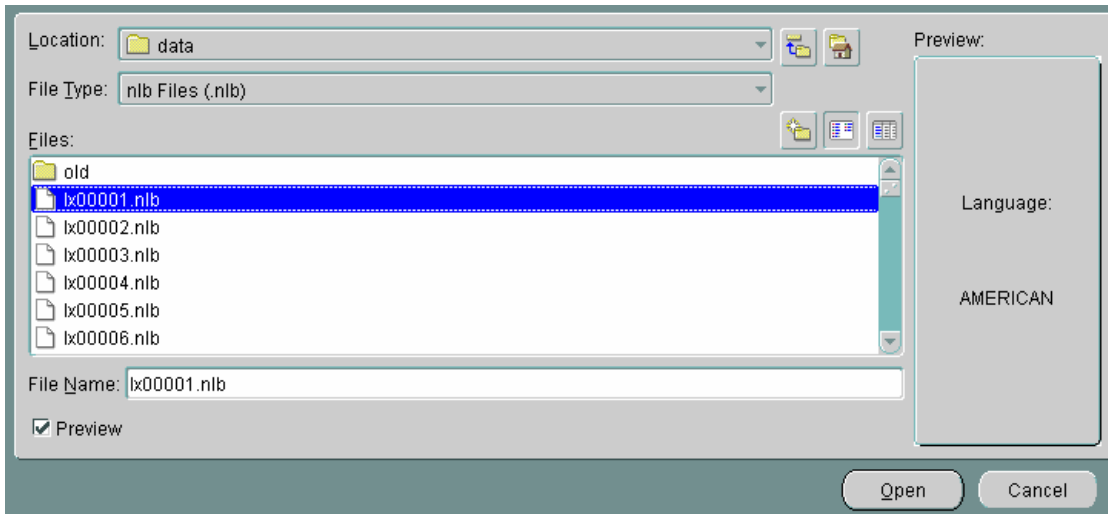 Location: data
Preview:
File Type: nlb Files (.nlb)
Files:
old
lx00001.nlb
lx00002.nlb
lx00003.nlb
lx00004.nlb
lx00005.nlb
lx00006.nlb
Language:
AMERICAN
File Name: lx00001.nlb
Preview
Open Cancel